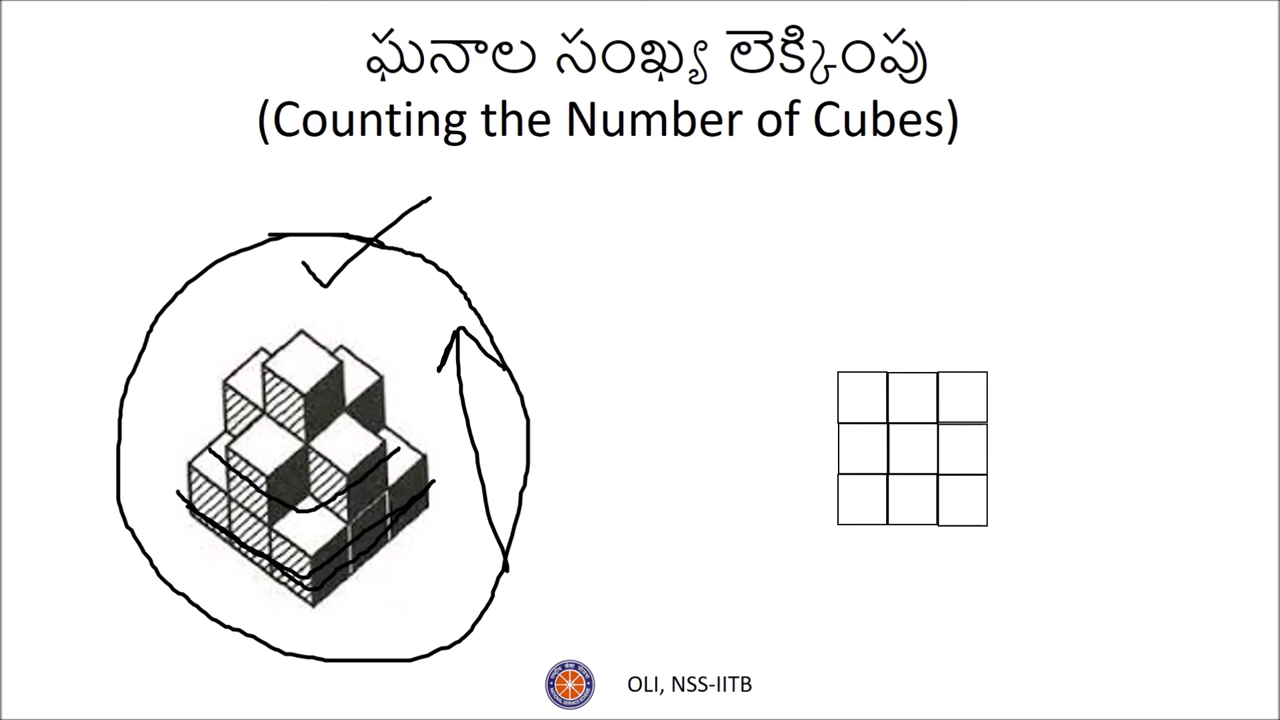 ఘనాల సంఖ్య లెక్కింపు
(Counting the Number of Cubes)
OLI, NSS-IITB